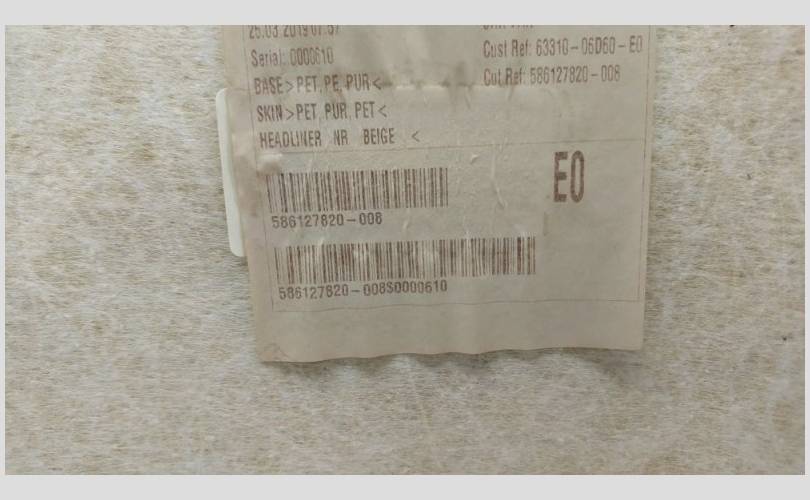 25.03 2019 07:57
Serial: 0000610
Cust Ref: 63310-06D60-E0
BASE>PET, PE, PUR<
Cut Ref: 586127820-008
SKIN>PET, PUR, PET<
HEADLINER NR BEIGE <
E0
586127820-008
586127820-008S0000610